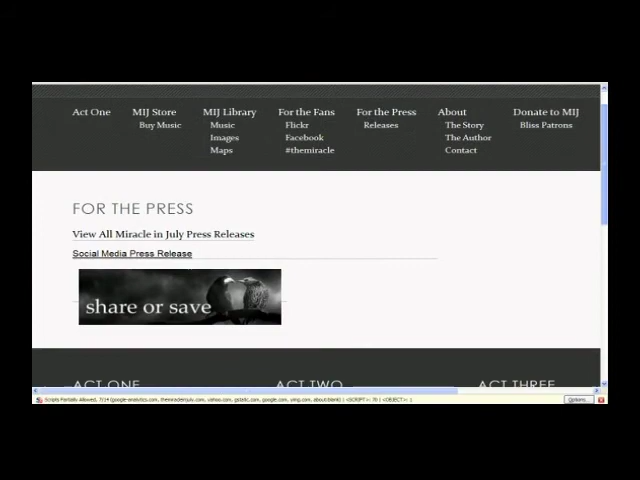 Act One MIJ Store MIJ Library For the Fans For the Press About Donate to MIJ
Buy Music Music Flickr Releases The Story Bliss Patrons
Images Facebook The Author
Maps #themiracle Contact
FOR THE PRESS
View All Miracle in July Press Releases
Social Media Press Release
share or save
ACT ONE ACT TWO ACT THREE
Options...